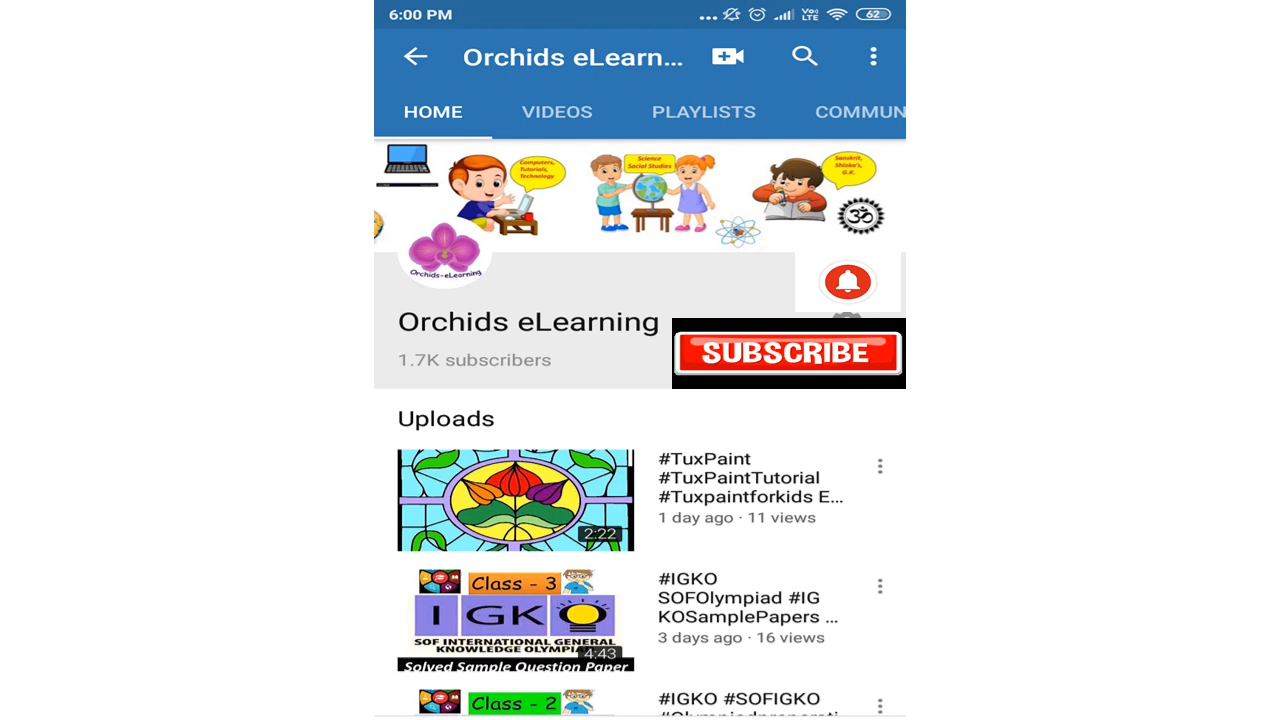 6:00 PM
Vo) LTE
62
Orchids eLearn...
HOME VIDEOS PLAYLISTS COMMUN
Computers,
Tutorials,
Technology
Science
Social Studies
Sanskrit,
Shloka's,
G.K.
ॐ
Orchids-eLearning
Orchids eLearning
1.7K subscribers
SUBSCRIBE
Uploads
#TuxPaint
#TuxPaintTutorial
#Tuxpaintforkids E...
1 day ago · 11 views
2:22
Class - 3
IGKO
SOF INTERNATIONAL GENERAL
KNOWLEDGE OLYMPIAD
4:43
Solved Sample Question Paper
#IGKO
SOFOlympiad #IG
KOSamplePapers ...
3 days ago · 16 views
Class - 2
#IGKO #SOFIGKO